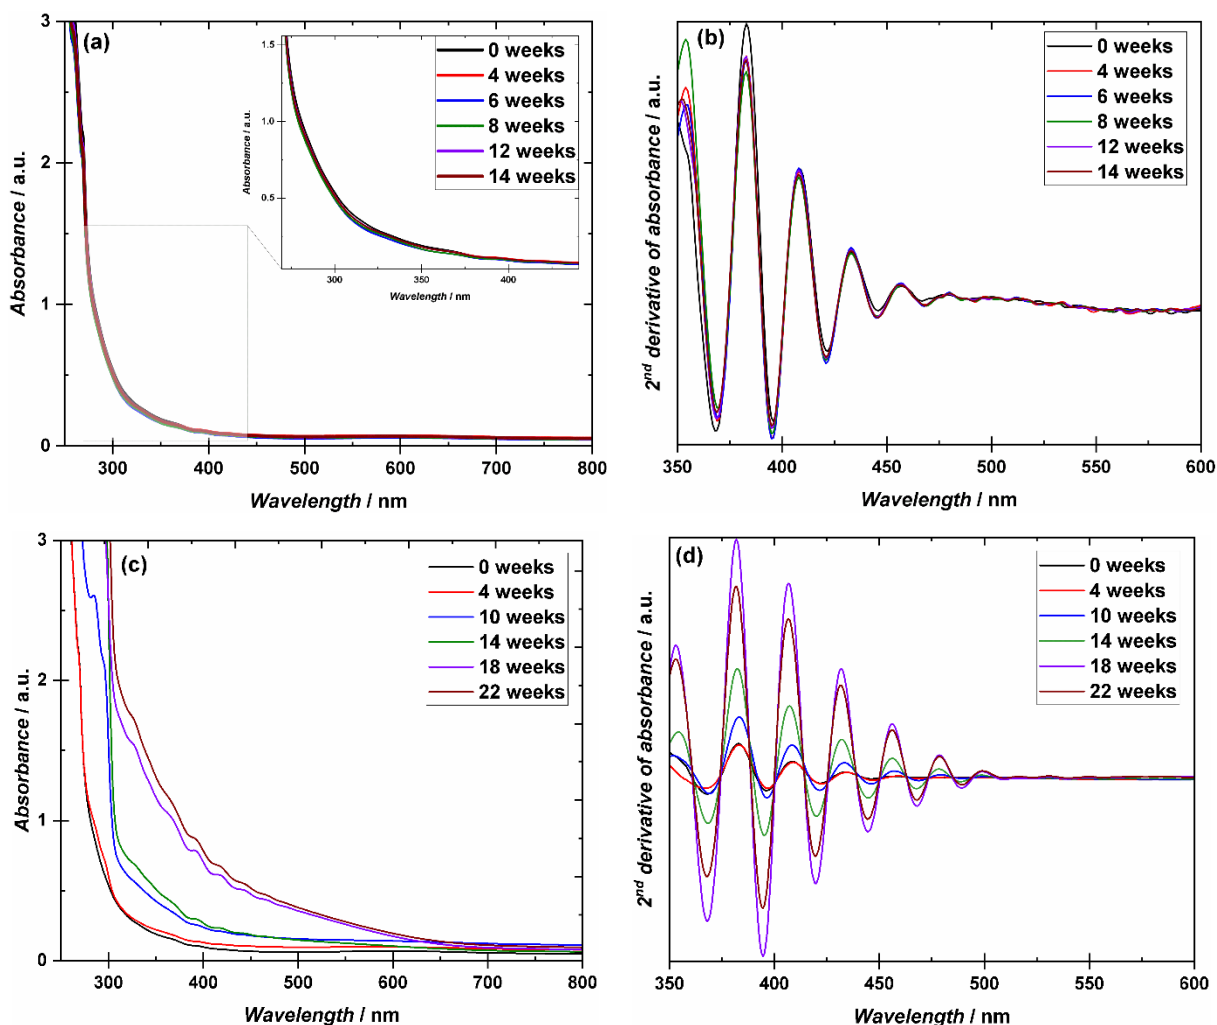 (a)
3
2
1
0
Absorbance / a.u.
300 400 500 600 700 800
Wavelength / nm
1.5
1.0
0.5
Absorbance / a.u.
300 350 400
Wavelength / nm
0 weeks
4 weeks
6 weeks
8 weeks
12 weeks
14 weeks
(b)
2nd derivative of absorbance / a.u.
0 weeks
4 weeks
6 weeks
8 weeks
12 weeks
14 weeks
350 400 450 500 550 600
Wavelength / nm
(c)
3
2
1
0
Absorbance / a.u.
0 weeks
4 weeks
10 weeks
14 weeks
18 weeks
22 weeks
300 400 500 600 700 800
Wavelength / nm
(d)
2nd derivative of absorbance / a.u.
0 weeks
4 weeks
10 weeks
14 weeks
18 weeks
22 weeks
350 400 450 500 550 600
Wavelength / nm